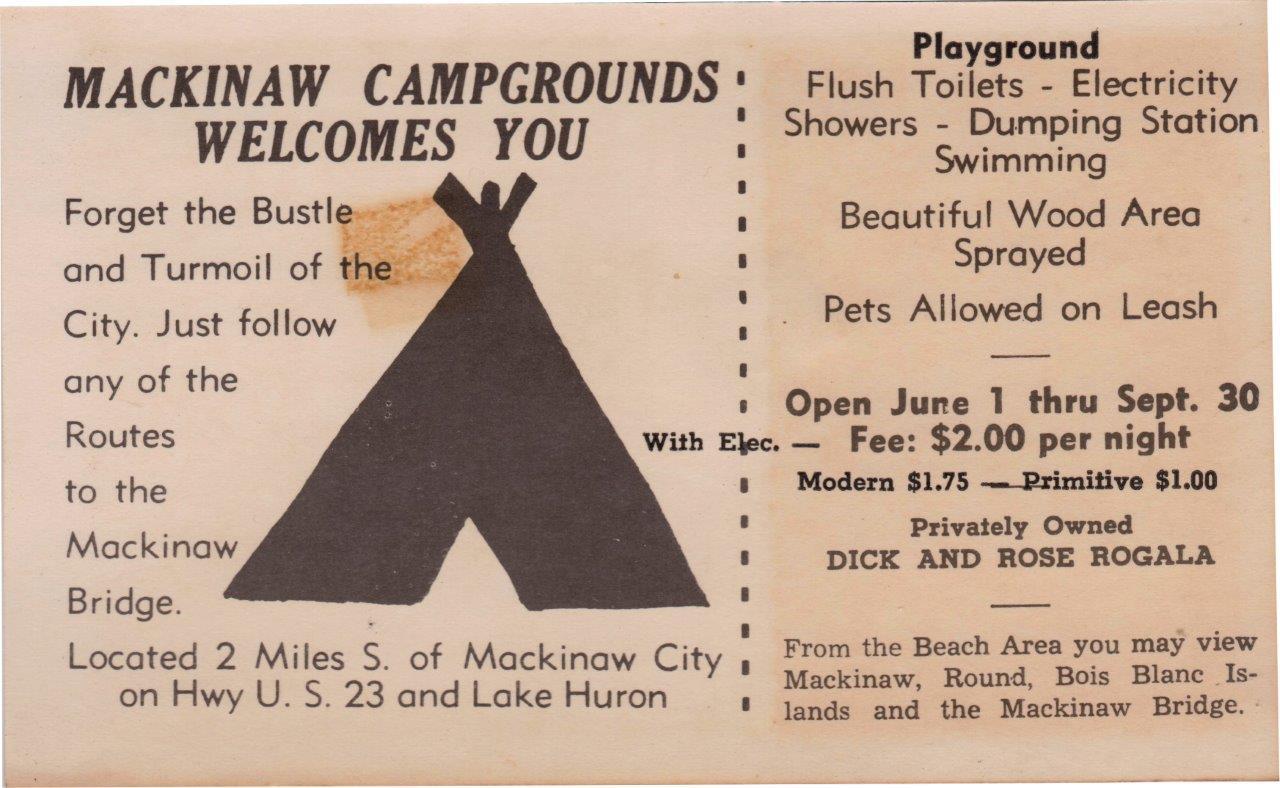 MACKINAW CAMPGROUNDS
WELCOMES YOU
Forget the Bustle
and Turmoil of the
City. Just follow
any of the
Routes
to the
Mackinaw
Bridge.
Located 2 Miles S. of Mackinaw City
on Hwy U. S. 23 and Lake Huron
Playground
Flush Toilets - Electricity
Showers - Dumping Station
Swimming
Beautiful Wood Area
Sprayed
Pets Allowed on Leash
Open June 1 thru Sept. 30
With Elec. — Fee: $2.00 per night
Modern $1.75 — Primitive $1.00
Privately Owned
DICK AND ROSE ROGALA
From the Beach Area you may view
Mackinaw, Round, Bois Blanc Is-
lands and the Mackinaw Bridge.